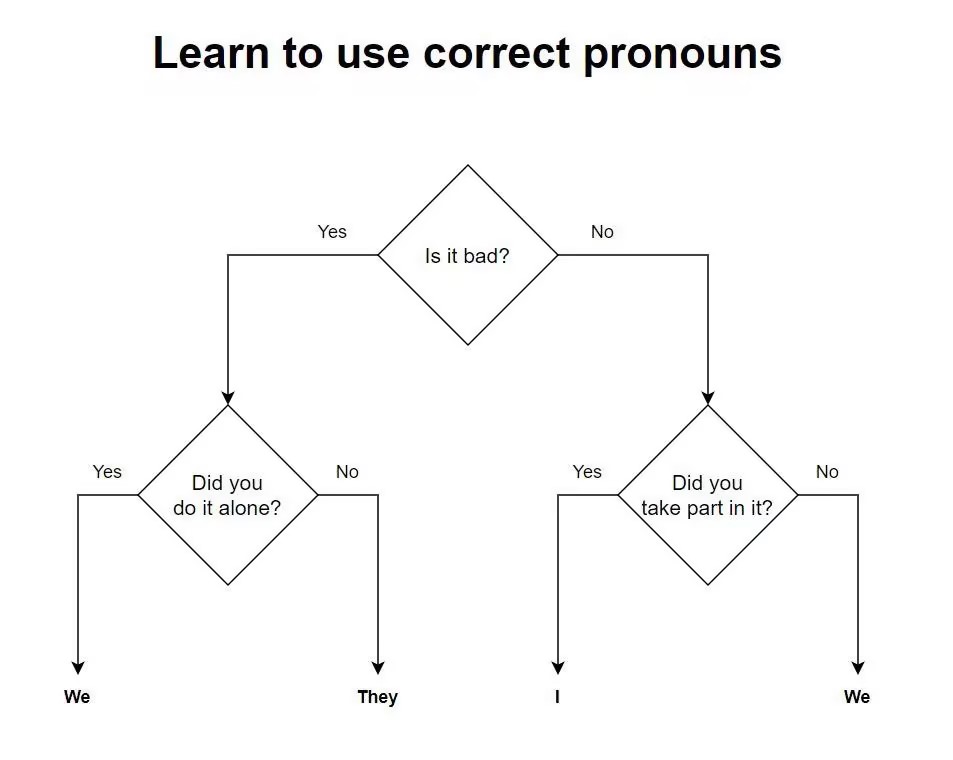 Learn to use correct pronouns
Yes
No
Is it bad?
Yes
No
Yes
No
Did you
do it alone?
Did you
take part in it?
We
They
I
We